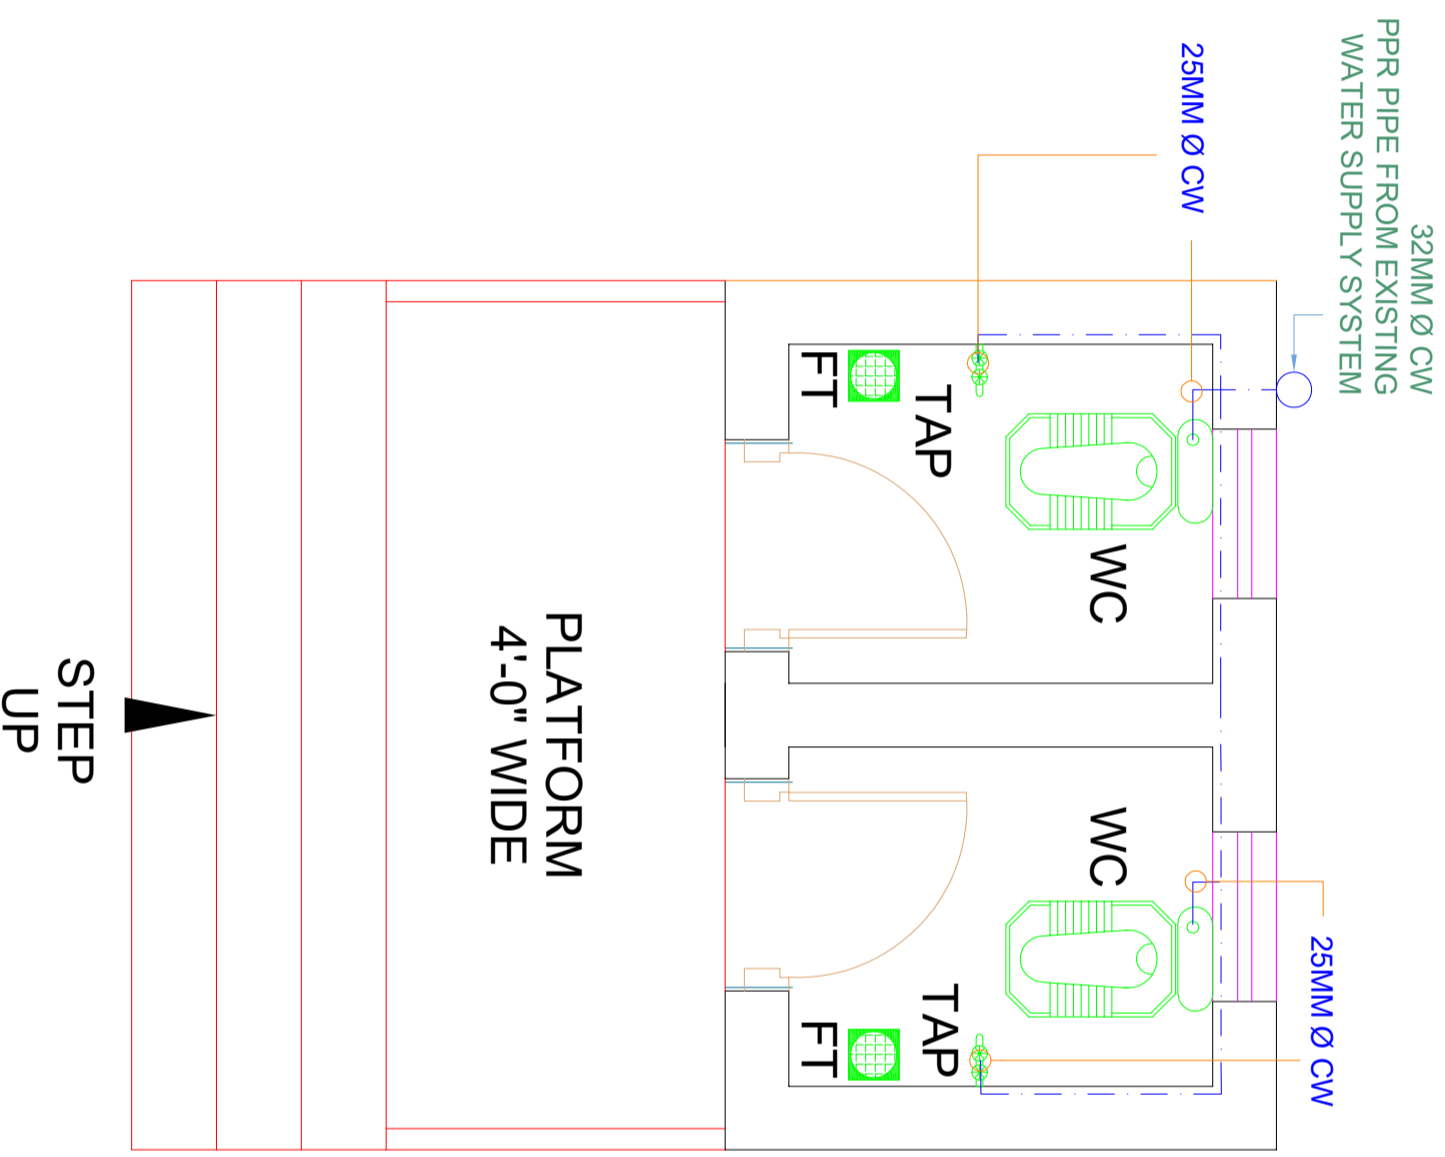 32MM Ø CW
PPR PIPE FROM EXISTING
WATER SUPPLY SYSTEM
25MM Ø CW
25MM Ø CW
WC
WC
TAP
TAP
FT
FT
PLATFORM
4'-0" WIDE
STEP
UP